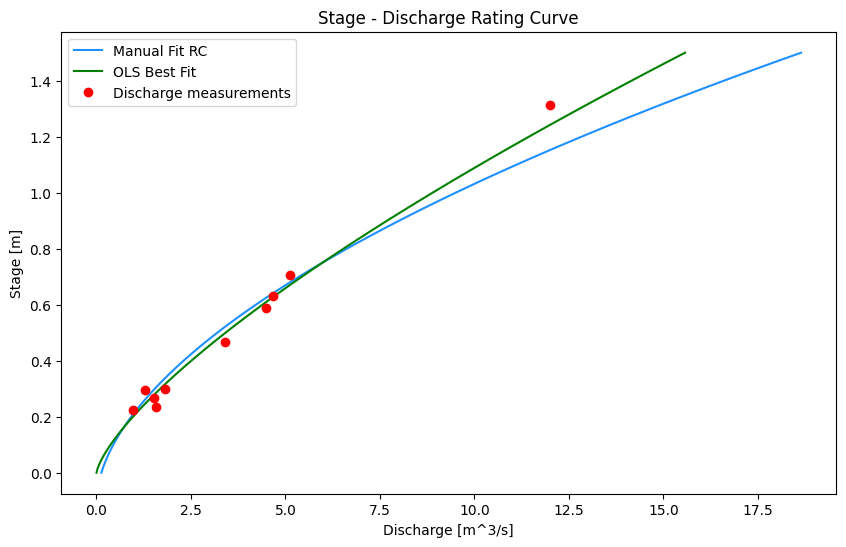 Stage - Discharge Rating Curve
Manual Fit RC
OLS Best Fit
Discharge measurements
Stage [m]
1.4
1.2
1.0
0.8
0.6
0.4
0.2
0.0
0.0 2.5 5.0 7.5 10.0 12.5 15.0 17.5
Discharge [m^3/s]